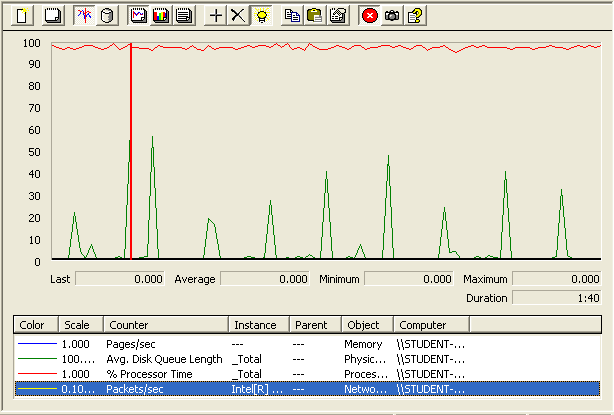 100
90
80
70
60
50
40
30
20
10
0
Last 0.000 Average 0.000 Minimum 0.000 Maximum 0.000
Duration 1:40
Color Scale Counter Instance Parent Object Computer
1.000 Pages/sec --- --- Memory \\STUDENT-...
100.... Avg. Disk Queue Length _Total --- Physic... \\STUDENT-...
1.000 % Processor Time _Total --- Proces... \\STUDENT-...
0.10... Packets/sec Intel[R] ... --- Netwo... \\STUDENT-...